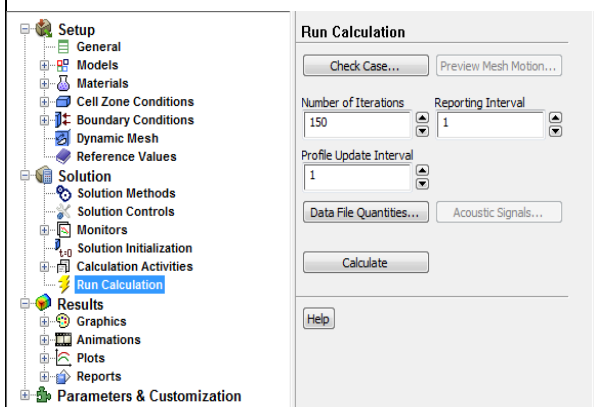 Setup
General
Models
Materials
Cell Zone Conditions
Boundary Conditions
Dynamic Mesh
Reference Values
Solution
Solution Methods
Solution Controls
Monitors
t=0 Solution Initialization
Calculation Activities
Run Calculation
Results
Graphics
Animations
Plots
Reports
Parameters & Customization
Run Calculation
Check Case... Preview Mesh Motion...
Number of Iterations Reporting Interval
150 1
Profile Update Interval
1
Data File Quantities... Acoustic Signals...
Calculate
Help